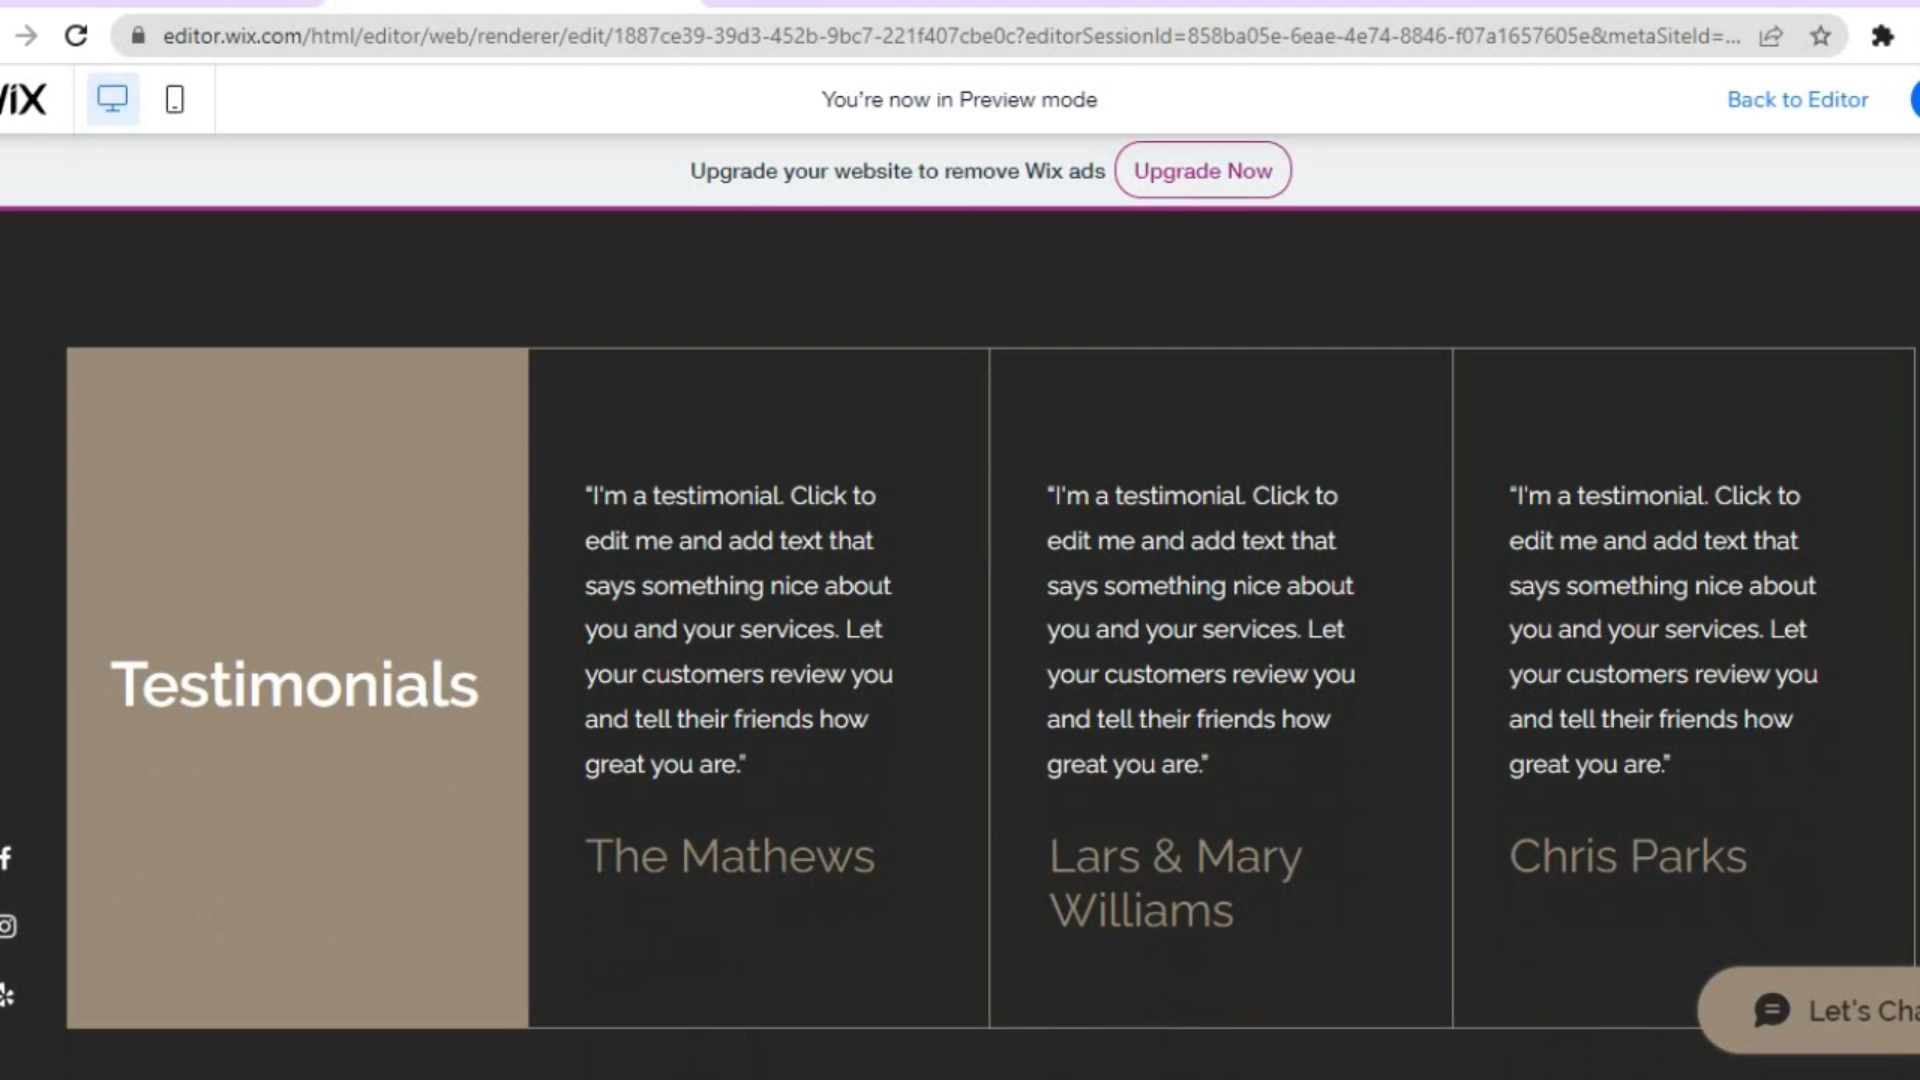 editor.wix.com/html/editor/web/renderer/edit/1887ce39-39d3-452b-9bc7-221f407cbe0c?editorSessionId=858ba05e-6eae-4e74-8846-f07a1657605e&metaSiteId=...
WiX
You're now in Preview mode
Back to Editor
Upgrade your website to remove Wix ads
Upgrade Now
Testimonials
"I'm a testimonial. Click to
edit me and add text that
says something nice about
you and your services. Let
your customers review you
and tell their friends how
great you are."
The Mathews
"I'm a testimonial. Click to
edit me and add text that
says something nice about
you and your services. Let
your customers review you
and tell their friends how
great you are."
Lars & Mary
Williams
"I'm a testimonial. Click to
edit me and add text that
says something nice about
you and your services. Let
your customers review you
and tell their friends how
great you are."
Chris Parks
Let's Cha